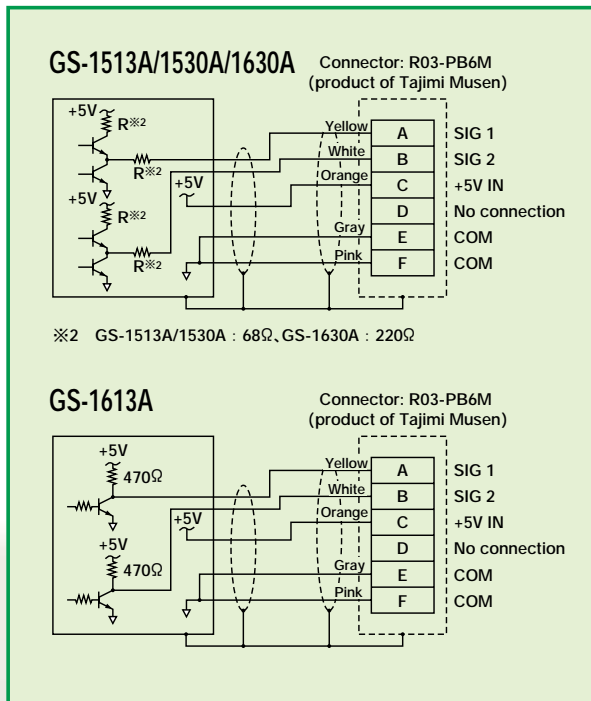 GS-1513A/1530A/1630A
Connector: R03-PB6M
(product of Tajimi Musen)
+5V
R※2
R※2
+5V
+5V
R※2
R※2
Yellow
White
Orange
Gray
Pink
A SIG 1
B SIG 2
C +5V IN
D No connection
E COM
F COM
※2 GS-1513A/1530A : 68Ω、GS-1630A : 220Ω
GS-1613A
Connector: R03-PB6M
(product of Tajimi Musen)
+5V
470Ω
+5V
+5V
470Ω
Yellow
White
Orange
Gray
Pink
A SIG 1
B SIG 2
C +5V IN
D No connection
E COM
F COM